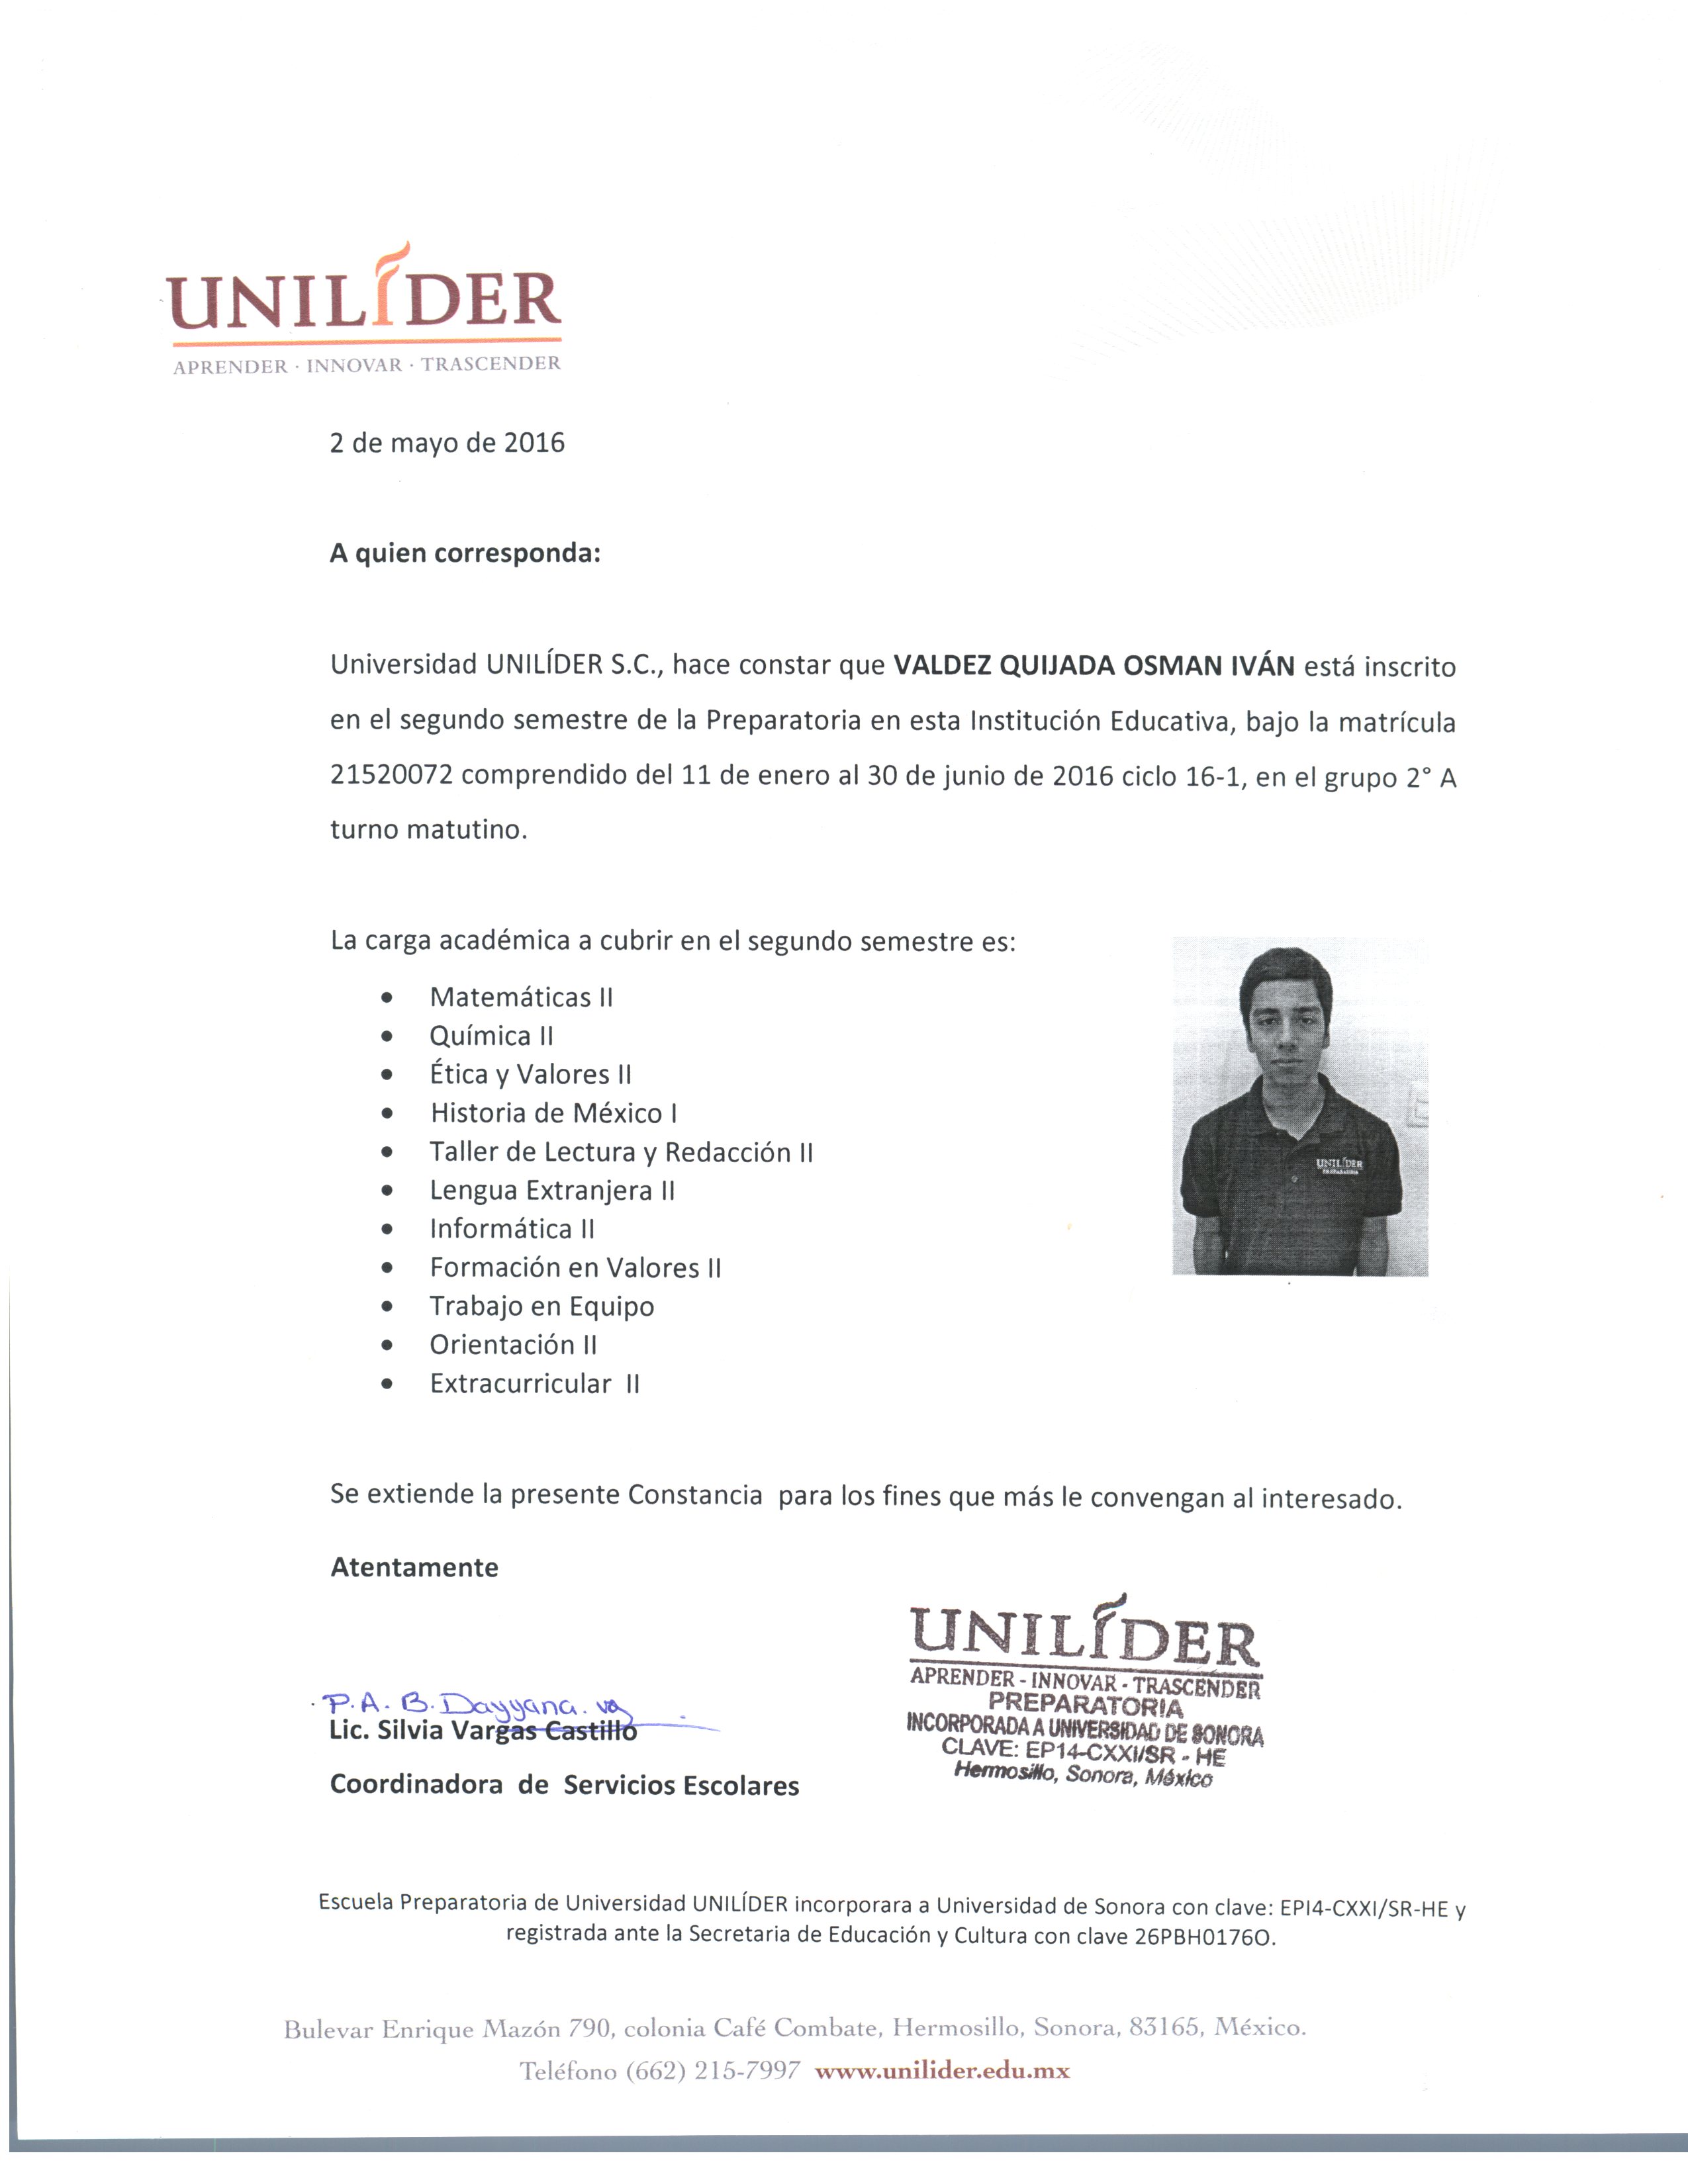 UNILÍDER
APRENDER · INNOVAR · TRASCENDER
2 de mayo de 2016
A quien corresponda:
Universidad UNILÍDER S.C., hace constar que VALDEZ QUIJADA OSMAN IVÁN está inscrito
en el segundo semestre de la Preparatoria en esta Institución Educativa, bajo la matrícula
21520072 comprendido del 11 de enero al 30 de junio de 2016 ciclo 16-1, en el grupo 2° A
turno matutino.
La carga académica a cubrir en el segundo semestre es:
• Matemáticas II
• Química II
• Ética y Valores II
• Historia de México I
• Taller de Lectura y Redacción II
• Lengua Extranjera II
• Informática II
• Formación en Valores II
• Trabajo en Equipo
• Orientación II
• Extracurricular II
UNILÍDER
PREPARATORIA
Se extiende la presente Constancia para los fines que más le convengan al interesado.
Atentamente
P.A. B. Dayyana.
Lic. Silvia Vargas Castillo
Coordinadora de Servicios Escolares
UNILÍDER
APRENDER - INNOVAR - TRASCENDER
PREPARATORIA
INCORPORADA A UNIVERSIDAD DE SONORA
CLAVE: EP14-CXXI/SR - HE
Hermosillo, Sonora, México
Escuela Preparatoria de Universidad UNILÍDER incorporara a Universidad de Sonora con clave: EPI4-CXXI/SR-HE y
registrada ante la Secretaria de Educación y Cultura con clave 26PBH0176O.
Bulevar Enrique Mazón 790, colonia Café Combate, Hermosillo, Sonora, 83165, México.
Teléfono (662) 215-7997 www.unilider.edu.mx